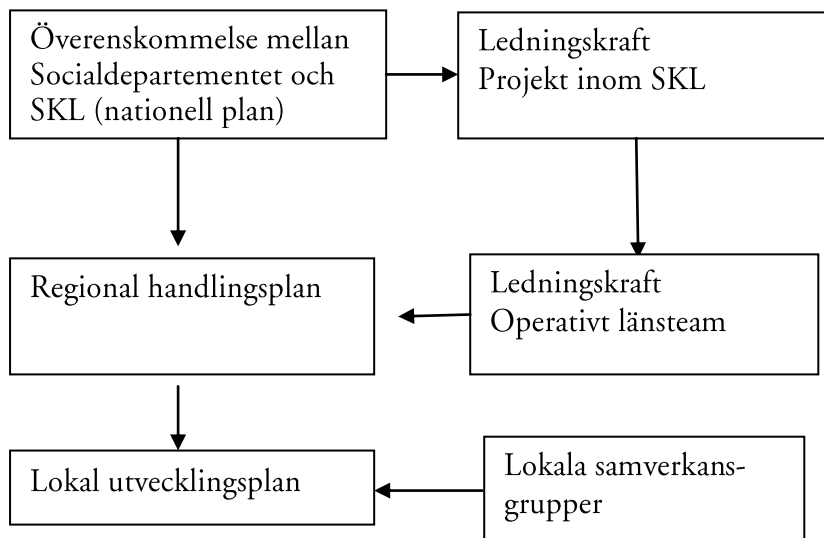 Överenskommelse mellan
Socialdepartementet och
SKL (nationell plan)
Ledningskraft
Projekt inom SKL
Regional handlingsplan
Ledningskraft
Operativt länsteam
Lokal utvecklingsplan
Lokala samverkans-
grupper